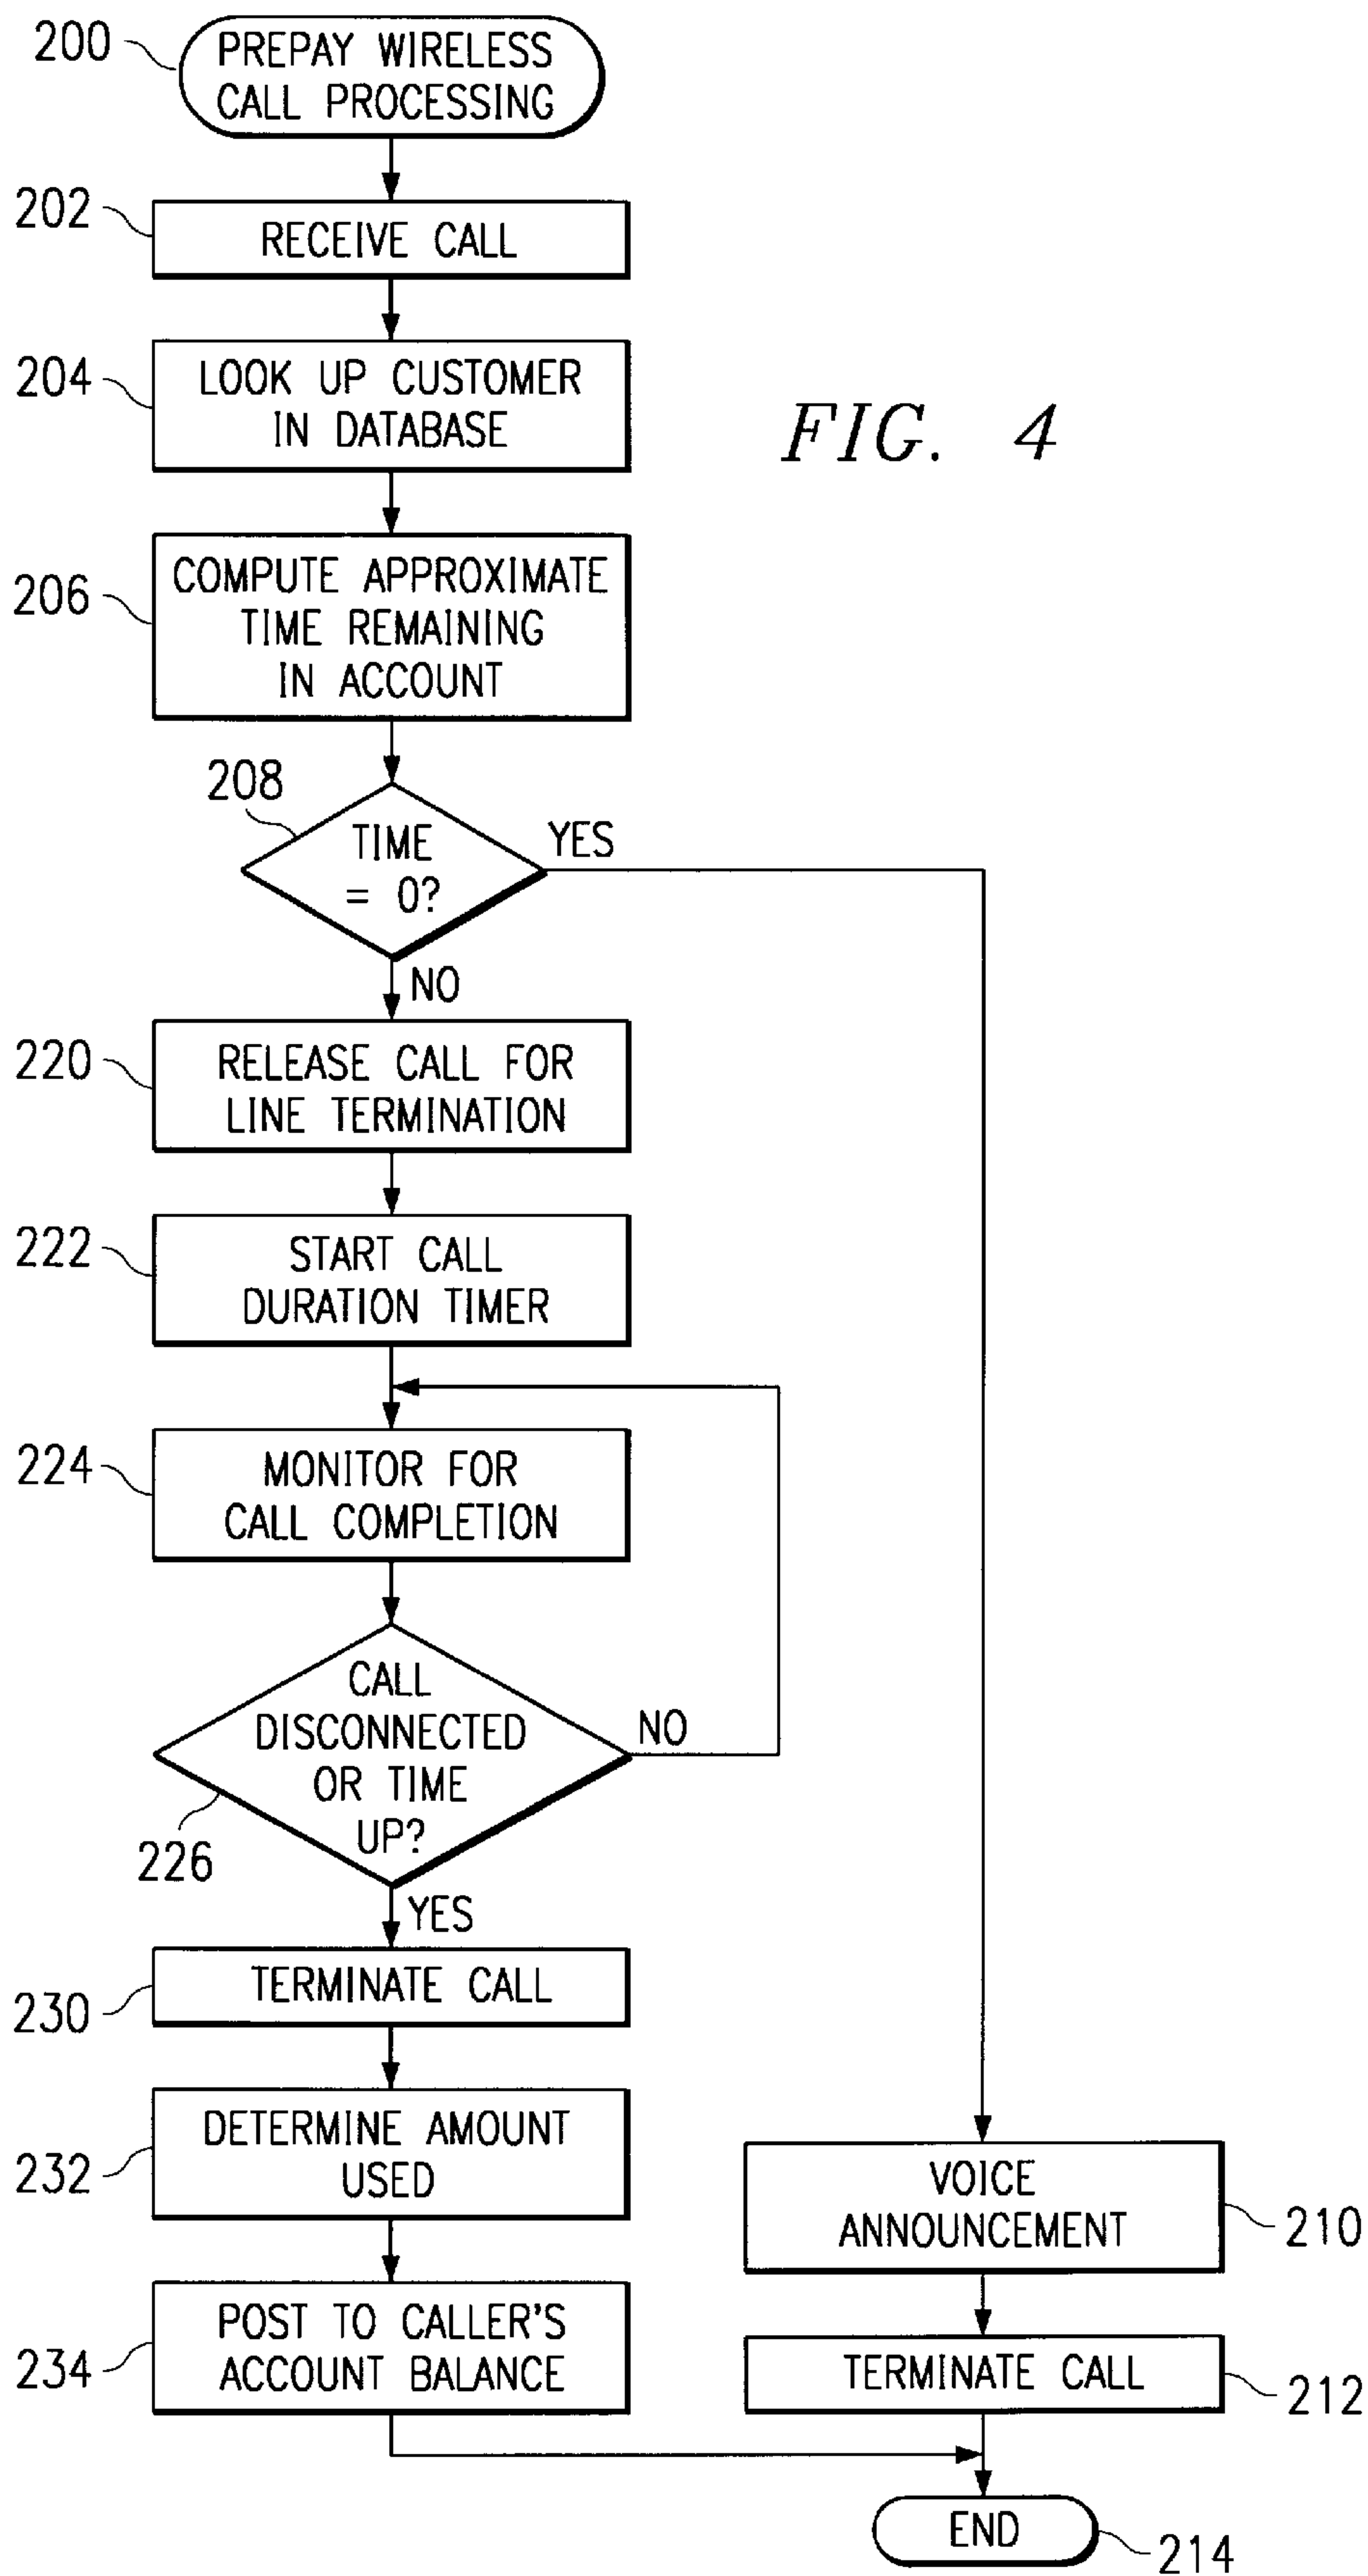 200
PREPAY WIRELESS
CALL PROCESSING
202
RECEIVE CALL
204
LOOK UP CUSTOMER
IN DATABASE
FIG. 4
206
COMPUTE APPROXIMATE
TIME REMAINING
IN ACCOUNT
208
TIME
= 0?
YES
NO
220
RELEASE CALL FOR
LINE TERMINATION
222
START CALL
DURATION TIMER
224
MONITOR FOR
CALL COMPLETION
CALL
DISCONNECTED
OR TIME
UP?
NO
226
YES
230
TERMINATE CALL
232
DETERMINE AMOUNT
USED
234
POST TO CALLER'S
ACCOUNT BALANCE
VOICE
ANNOUNCEMENT
210
TERMINATE CALL
212
END
214